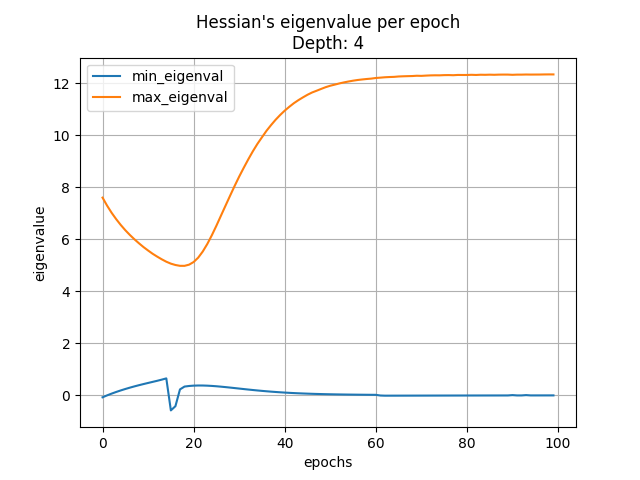 Hessian's eigenvalue per epoch
Depth: 4
min_eigenval
max_eigenval
eigenvalue
12
10
8
6
4
2
0
0 20 40 60 80 100
epochs